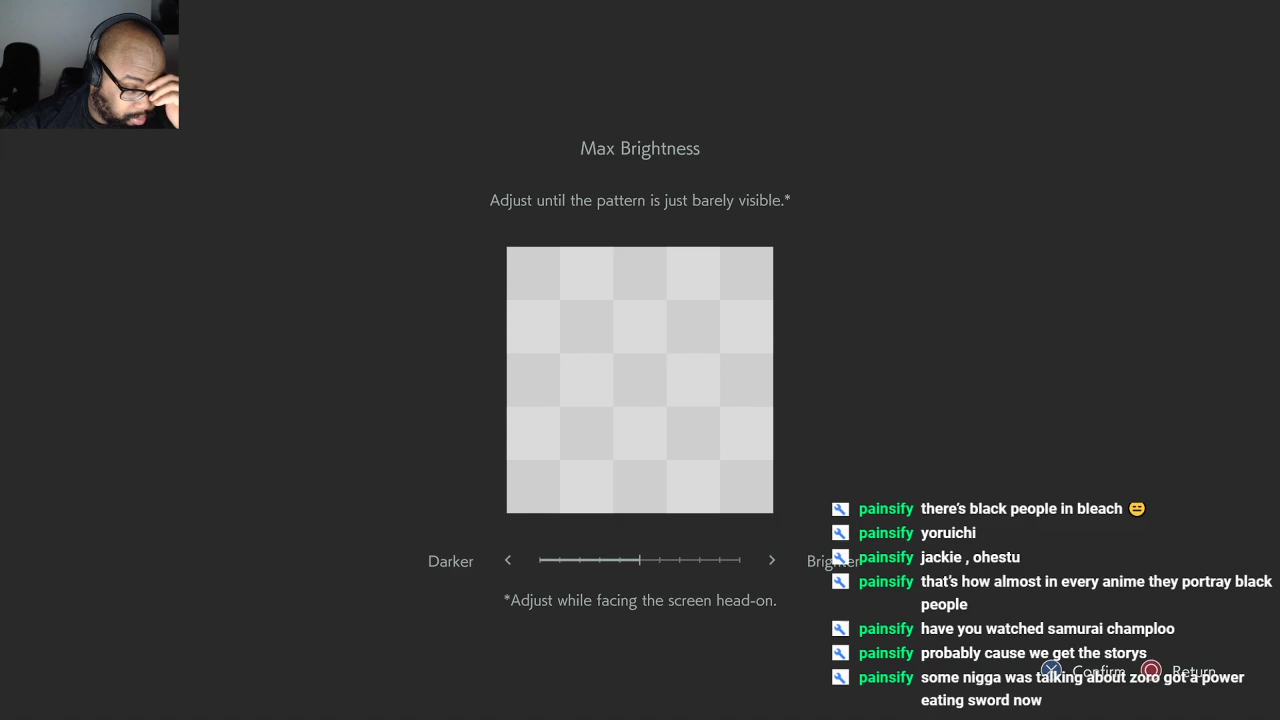 Max Brightness
Adjust until the pattern is just barely visible.*
Darker
Brighter
*Adjust while facing the screen head-on.
painsify there's black people in bleach 😑
painsify yoruichi
painsify jackie , ohestu
painsify that's how almost in every anime they portray black
people
painsify have you watched samurai champloo
painsify probably cause we get the storys
Confirm Return
painsify some nigga was talking about zoro got a power
eating sword now